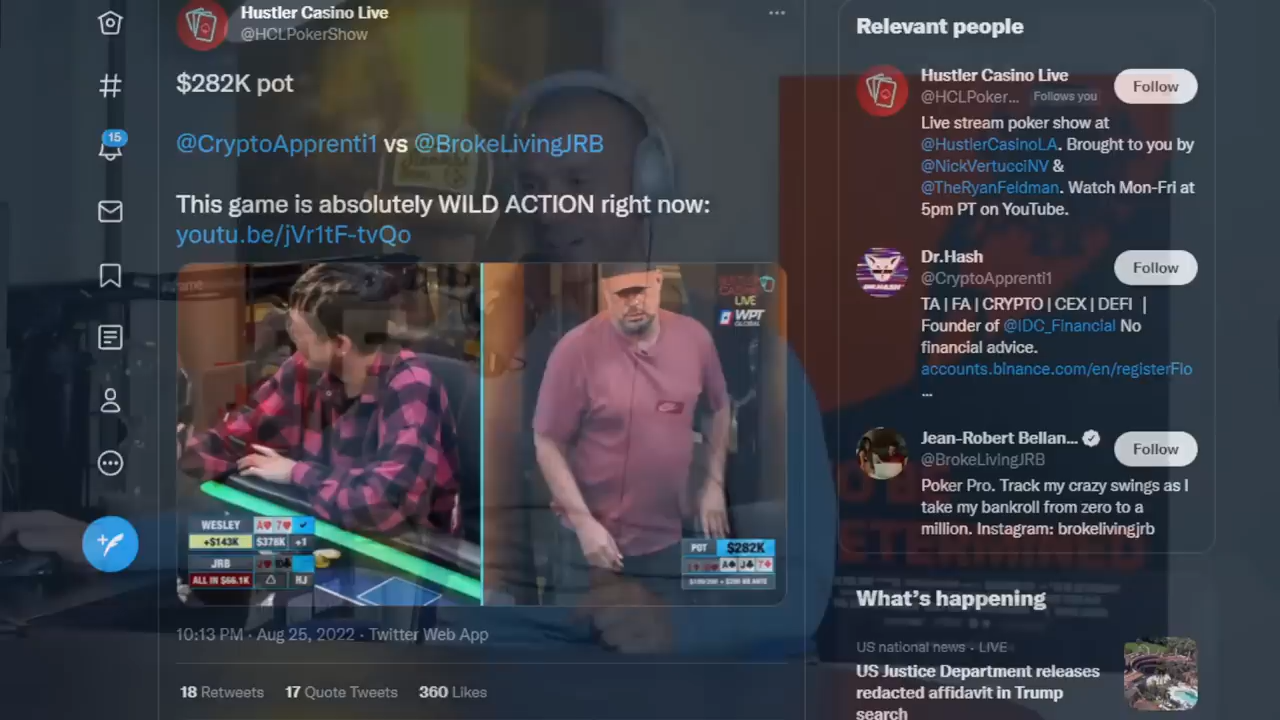 Hustler Casino Live
@HCLPokerShow
$282K pot
@CryptoApprenti1 vs @BrokeLivingJRB
This game is absolutely WILD ACTION right now:
youtu.be/jVr1tF-tvQo
LIVE
WPT
GLOBAL
WESLEY A 7
+$143K $378K +1
JRB
ALL IN $66.1K HJ
POT $282K
A J 7
10:13 PM · Aug 25, 2022 · Twitter Web App
18 Retweets 17 Quote Tweets 360 Likes
15
Relevant people
Hustler Casino Live
@HCLPoker... Follows you
Follow
Live stream poker show at
@HustlerCasinoLA. Brought to you by
@NickVertucciNV &
@TheRyanFeldman. Watch Mon-Fri at
5pm PT on YouTube.
Dr.Hash
@CryptoApprenti1
Follow
TA | FA | CRYPTO | CEX | DEFI |
Founder of @IDC_Financial No
financial advice.
accounts.binance.com/en/registerFlo
...
Jean-Robert Bellan...
@BrokeLivingJRB
Follow
Poker Pro. Track my crazy swings as I
take my bankroll from zero to a
million. Instagram: brokelivingjrb
What's happening
US national news · LIVE
US Justice Department releases
redacted affidavit in Trump
search